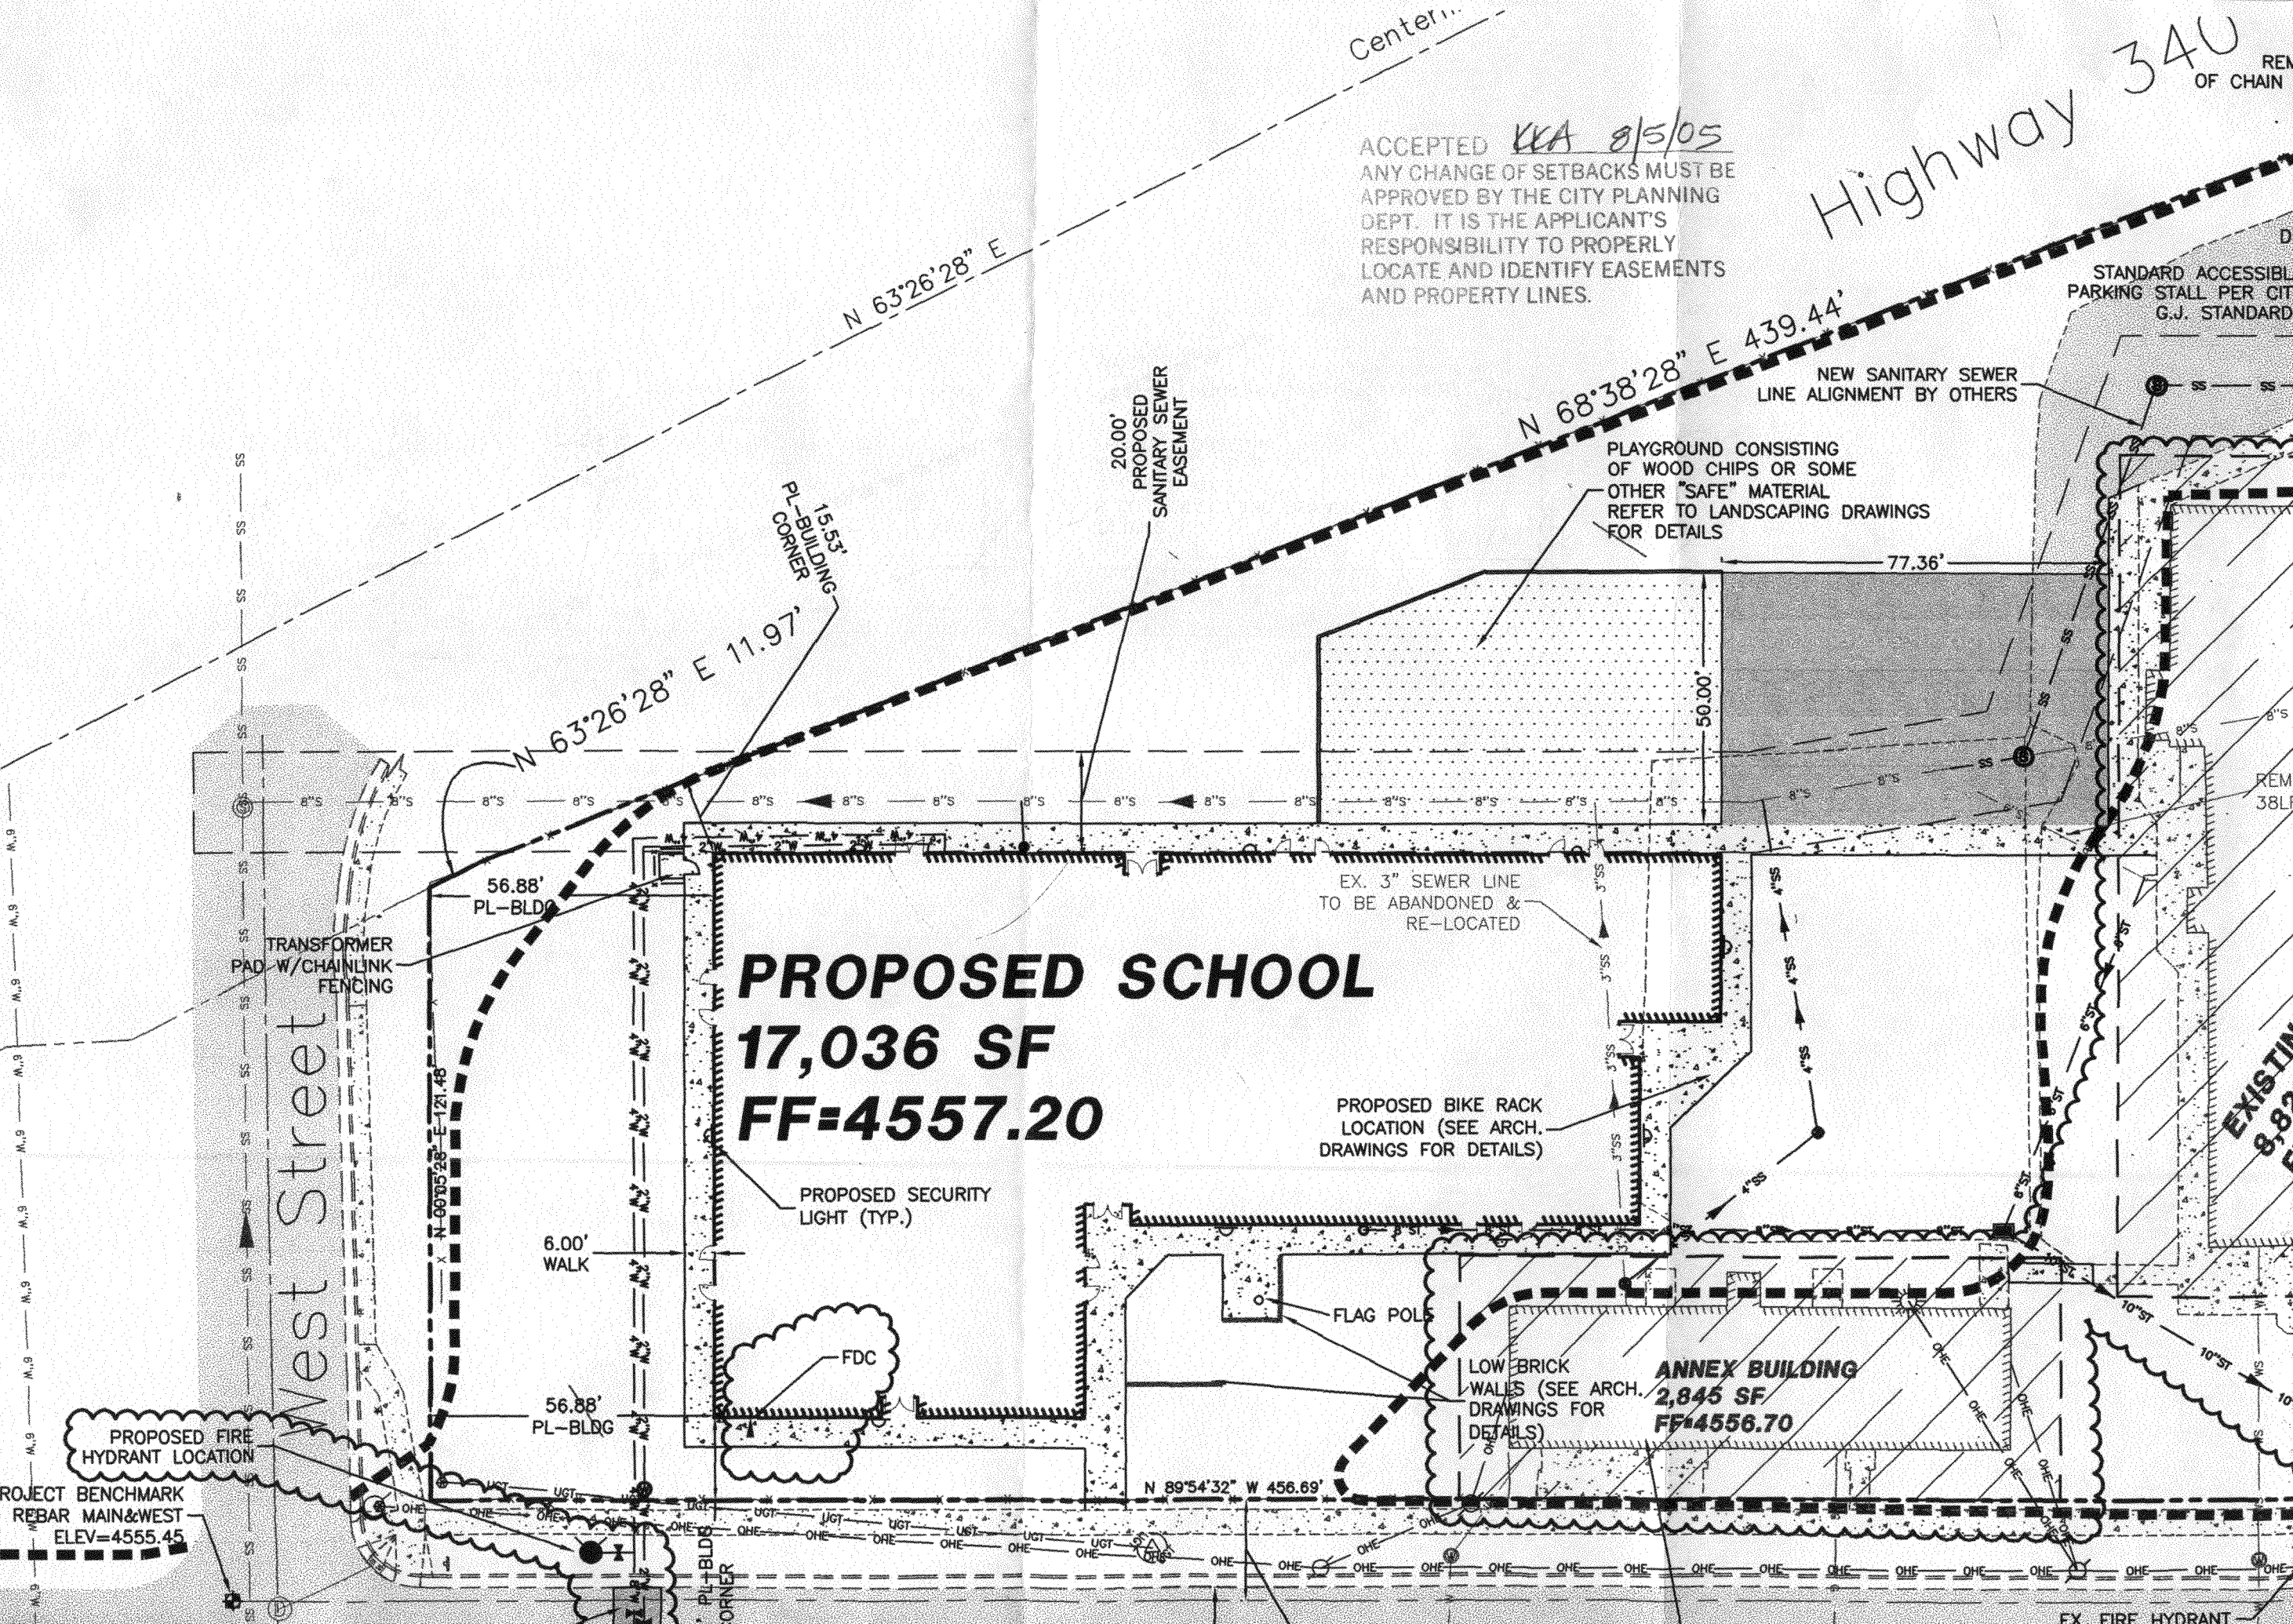 Highway 340
OF CHAIN
ACCEPTED KKA 8/5/05
ANY CHANGE OF SETBACKS MUST BE
APPROVED BY THE CITY PLANNING
DEPT. IT IS THE APPLICANT'S
RESPONSIBILITY TO PROPERLY
LOCATE AND IDENTIFY EASEMENTS
AND PROPERTY LINES.
N 63°26'28" E
STANDARD ACCESSIBL
PARKING STALL PER CIT
G.J. STANDARD
N 68°38'28" E 439.44'
NEW SANITARY SEWER
LINE ALIGNMENT BY OTHERS
20.00'
PROPOSED
SANITARY SEWER
EASEMENT
PLAYGROUND CONSISTING
OF WOOD CHIPS OR SOME
OTHER "SAFE" MATERIAL
REFER TO LANDSCAPING DRAWINGS
FOR DETAILS
15.53'
PL-BUILDING
CORNER
77.36'
50.00'
N 63°26'28" E 11.97'
56.88'
PL-BLDG
TRANSFORMER
PAD W/CHAINLINK
FENCING
EX. 3" SEWER LINE
TO BE ABANDONED &
RE-LOCATED
PROPOSED SCHOOL
17,036 SF
FF=4557.20
West Street
N 00°05'28" E 121.48'
PROPOSED BIKE RACK
LOCATION (SEE ARCH.
DRAWINGS FOR DETAILS)
PROPOSED SECURITY
LIGHT (TYP.)
6.00'
WALK
FLAG POLE
FDC
LOW BRICK
WALLS (SEE ARCH.
DRAWINGS FOR
DETAILS)
ANNEX BUILDING
2,845 SF
FF=4556.70
56.88'
PL-BLDG
PROPOSED FIRE
HYDRANT LOCATION
ROJECT BENCHMARK
REBAR MAIN&WEST
ELEV=4555.45
N 89°54'32" W 456.69'
PL-BLDG
ORNER
EX FIRE HYDRANT